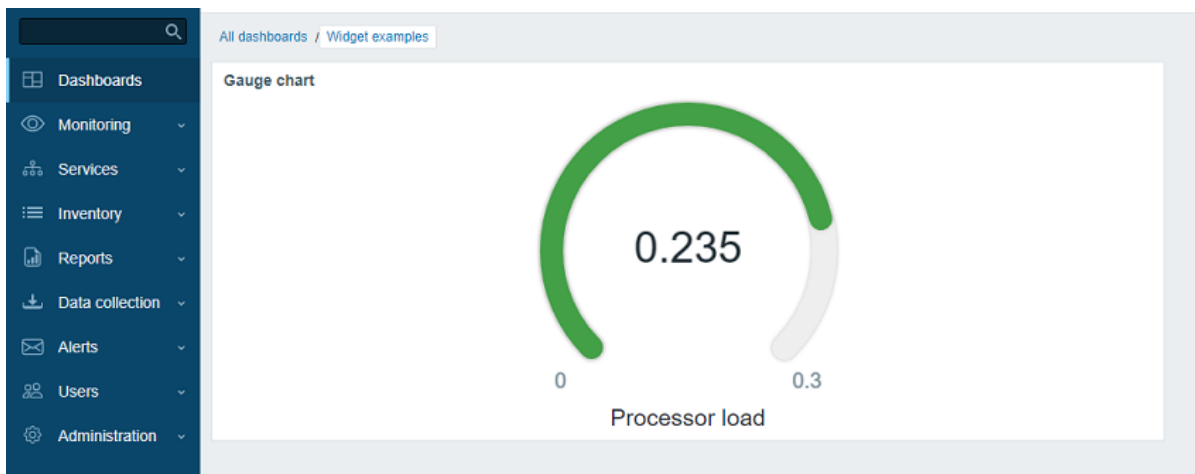 All dashboards / Widget examples
Dashboards
Monitoring
Services
Inventory
Reports
Data collection
Alerts
Users
Administration
Gauge chart
0.235
0 0.3
Processor load